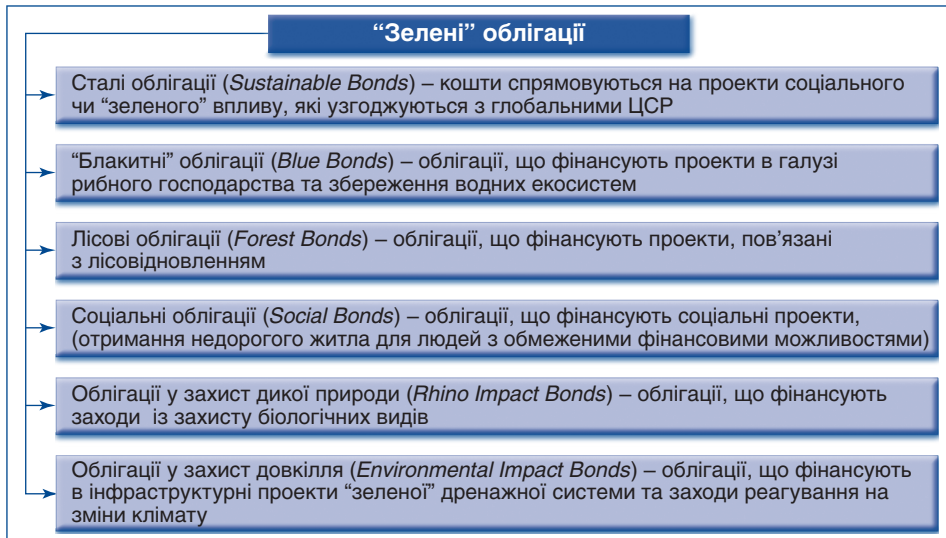 “Зелені” облігації
Сталі облігації (Sustainable Bonds) – кошти спрямовуються на проекти соціального
чи “зеленого” впливу, які узгоджуються з глобальними ЦСР
“Блакитні” облігації (Blue Bonds) – облігації, що фінансують проекти в галузі
рибного господарства та збереження водних екосистем
Лісові облігації (Forest Bonds) – облігації, що фінансують проекти, пов’язані
з лісовідновленням
Соціальні облігації (Social Bonds) – облігації, що фінансують соціальні проекти,
(отримання недорогого житла для людей з обмеженими фінансовими можливостями)
Облігації у захист дикої природи (Rhino Impact Bonds) – облігації, що фінансують
заходи із захисту біологічних видів
Облігації у захист довкілля (Environmental Impact Bonds) – облігації, що фінансують
в інфраструктурні проекти “зеленої” дренажної системи та заходи реагування на
зміни клімату